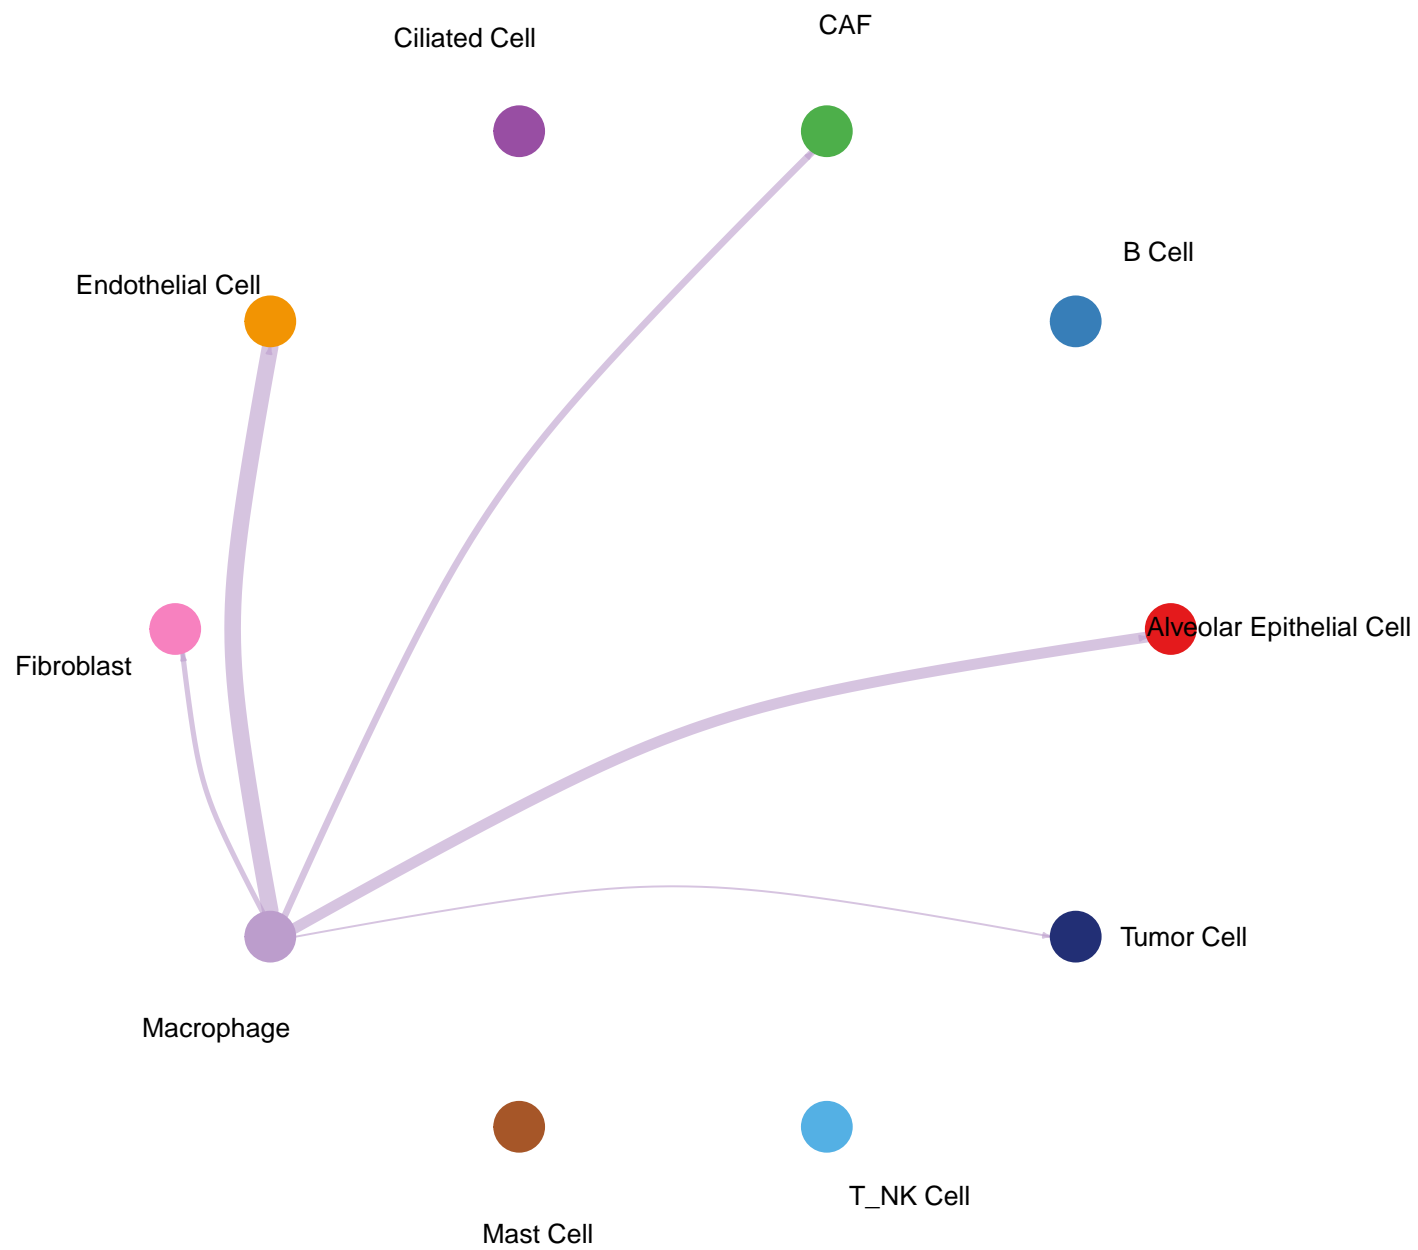 CAF
Ciliated Cell
B Cell
Endothelial Cell
Alveolar Epithelial Cell
Fibroblast
Tumor Cell
Macrophage
T_NK Cell
Mast Cell